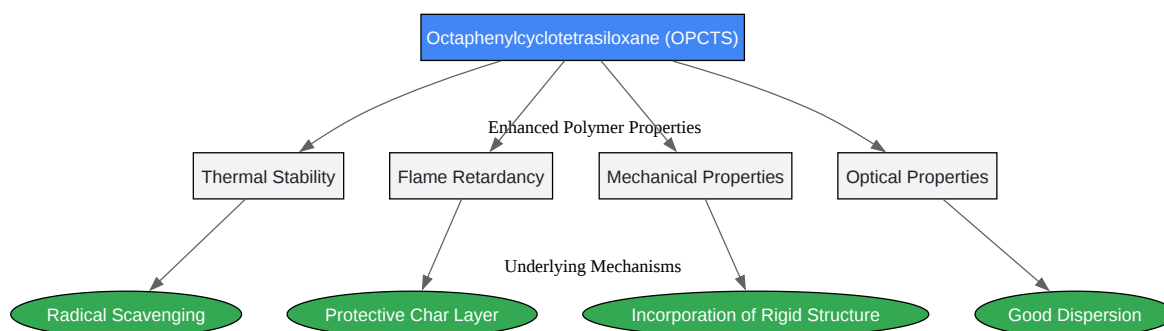 Octaphenylcyclotetrasiloxane (OPCTS)
Enhanced Polymer Properties
Thermal Stability
Flame Retardancy
Mechanical Properties
Optical Properties
Underlying Mechanisms
Radical Scavenging
Protective Char Layer
Incorporation of Rigid Structure
Good Dispersion